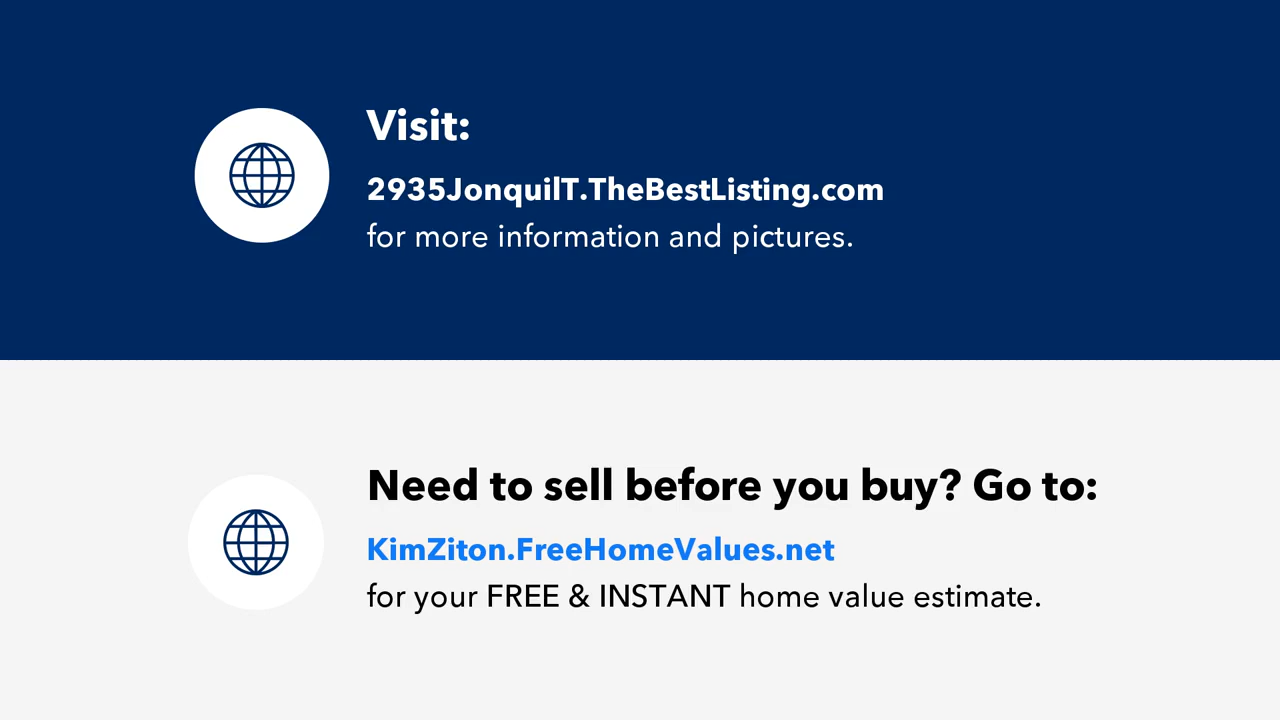 Visit:
2935JonquilT.TheBestListing.com
for more information and pictures.
Need to sell before you buy? Go to:
KimZiton.FreeHomeValues.net
for your FREE & INSTANT home value estimate.